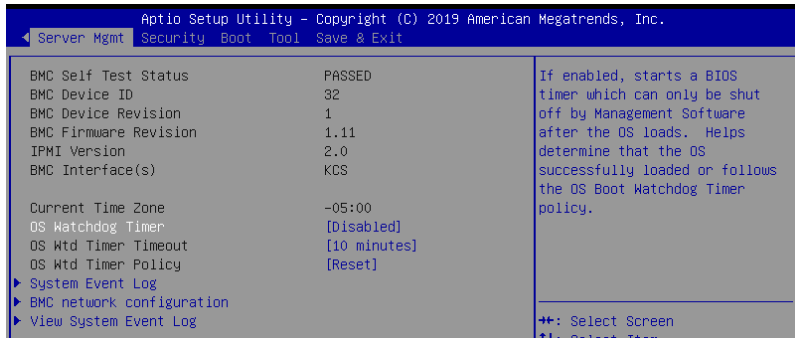 Aptio Setup Utility – Copyright (C) 2019 American Megatrends, Inc.
Server Mgmt Security Boot Tool Save & Exit
BMC Self Test Status PASSED
BMC Device ID 32
BMC Device Revision 1
BMC Firmware Revision 1.11
IPMI Version 2.0
BMC Interface(s) KCS
Current Time Zone -05:00
OS Watchdog Timer [Disabled]
OS Wtd Timer Timeout [10 minutes]
OS Wtd Timer Policy [Reset]
System Event Log
BMC network configuration
View System Event Log
If enabled, starts a BIOS
timer which can only be shut
off by Management Software
after the OS loads. Helps
determine that the OS
successfully loaded or follows
the OS Boot Watchdog Timer
policy.
→←: Select Screen
↑↓: Select Item